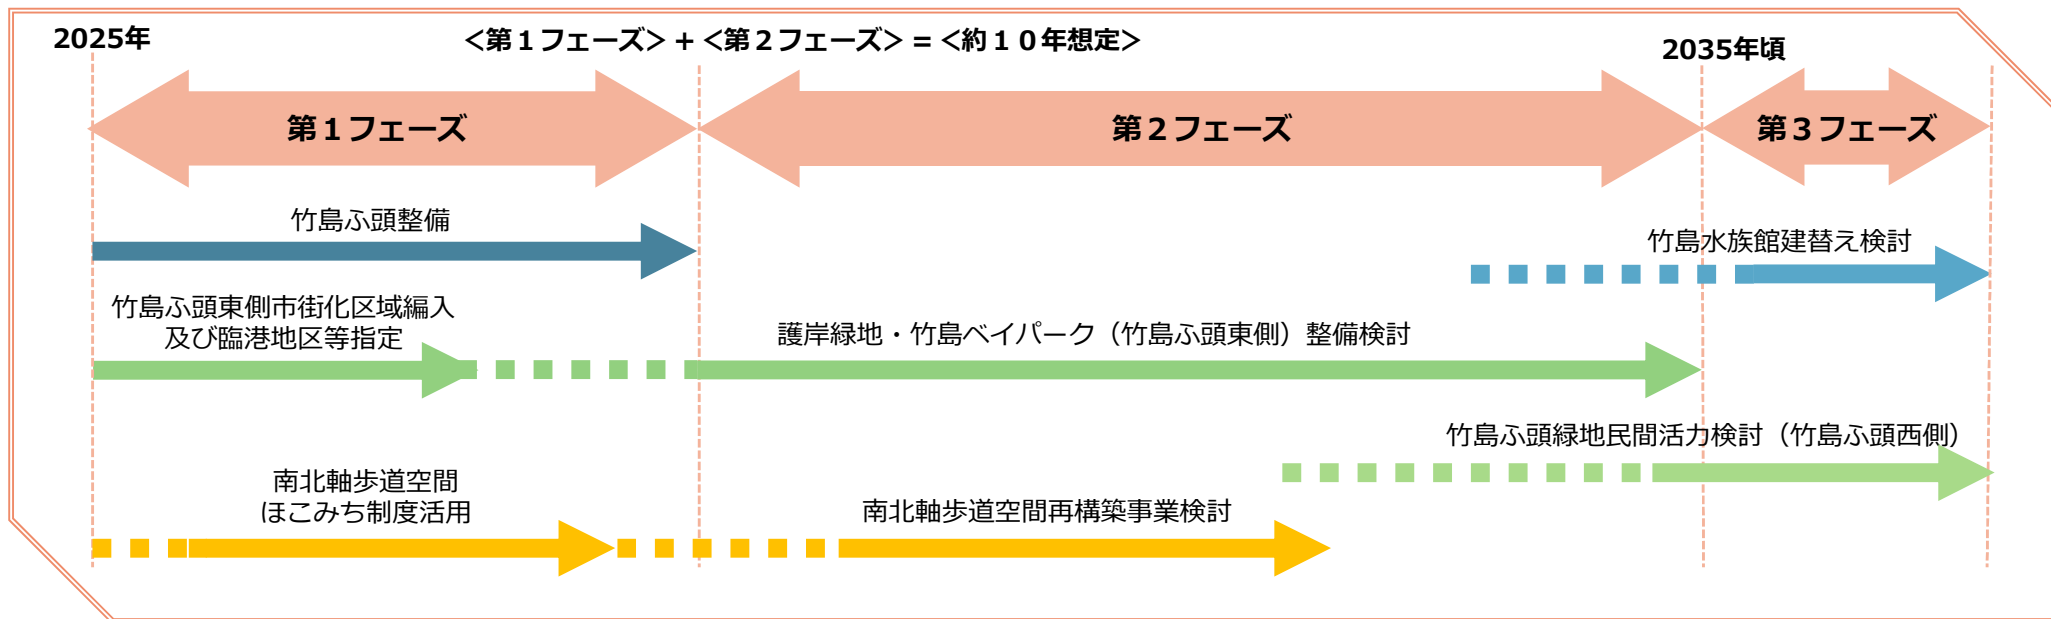 2025年
<第１フェーズ>+<第２フェーズ>=<約１０年想定>
2035年頃
第１フェーズ
第２フェーズ
第３フェーズ
竹島ふ頭整備
竹島水族館建替え検討
竹島ふ頭東側市街化区域編入
及び臨港地区等指定
護岸緑地・竹島ベイパーク（竹島ふ頭東側）整備検討
竹島ふ頭緑地民間活力検討（竹島ふ頭西側）
南北軸歩道空間
ほこみち制度活用
南北軸歩道空間再構築事業検討